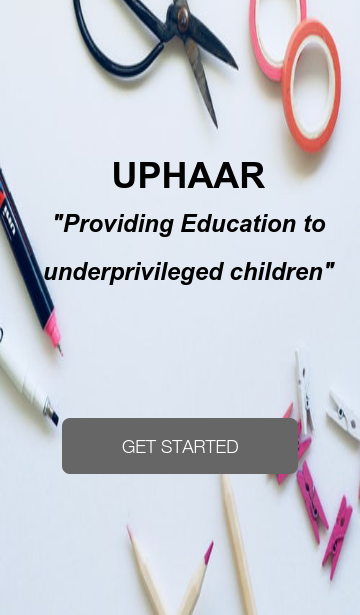 UPHAAR
"Providing Education to
underprivileged children"
GET STARTED